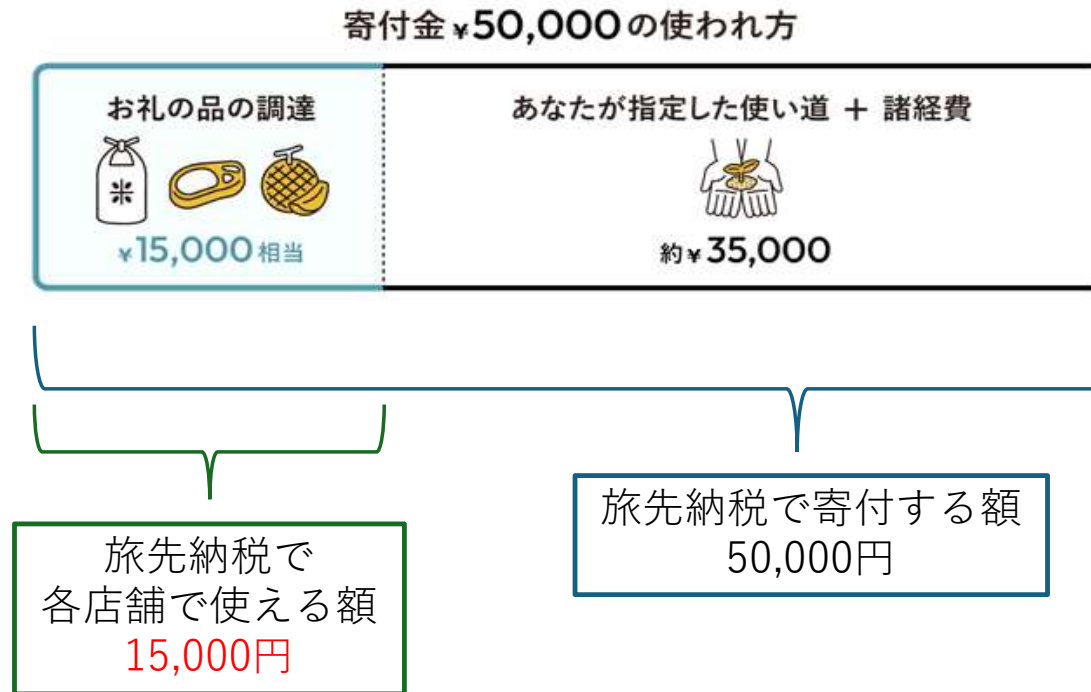 寄付金¥50,000の使われ方
お礼の品の調達
米
¥15,000相当
あなたが指定した使い道 + 諸経費
約¥35,000
旅先納税で寄付する額
50,000円
旅先納税で
各店舗で使える額
15,000円